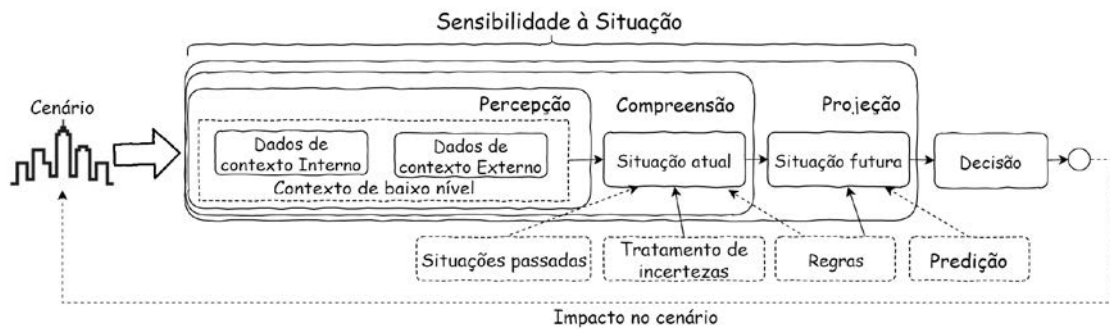 Sensibilidade à Situação
Cenário
Percepção
Compreensão
Projeção
Dados de
contexto Interno
Dados de
contexto Externo
Contexto de baixo nível
Situação atual
Situação futura
Decisão
Situações passadas
Tratamento de
incertezas
Regras
Predição
Impacto no cenário